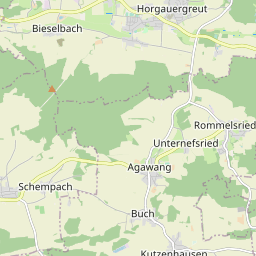 Horgauergreut
Bieselbach
Rommelsried
Unternefsried
Agawang
Schempach
Buch
Kutzenhausen